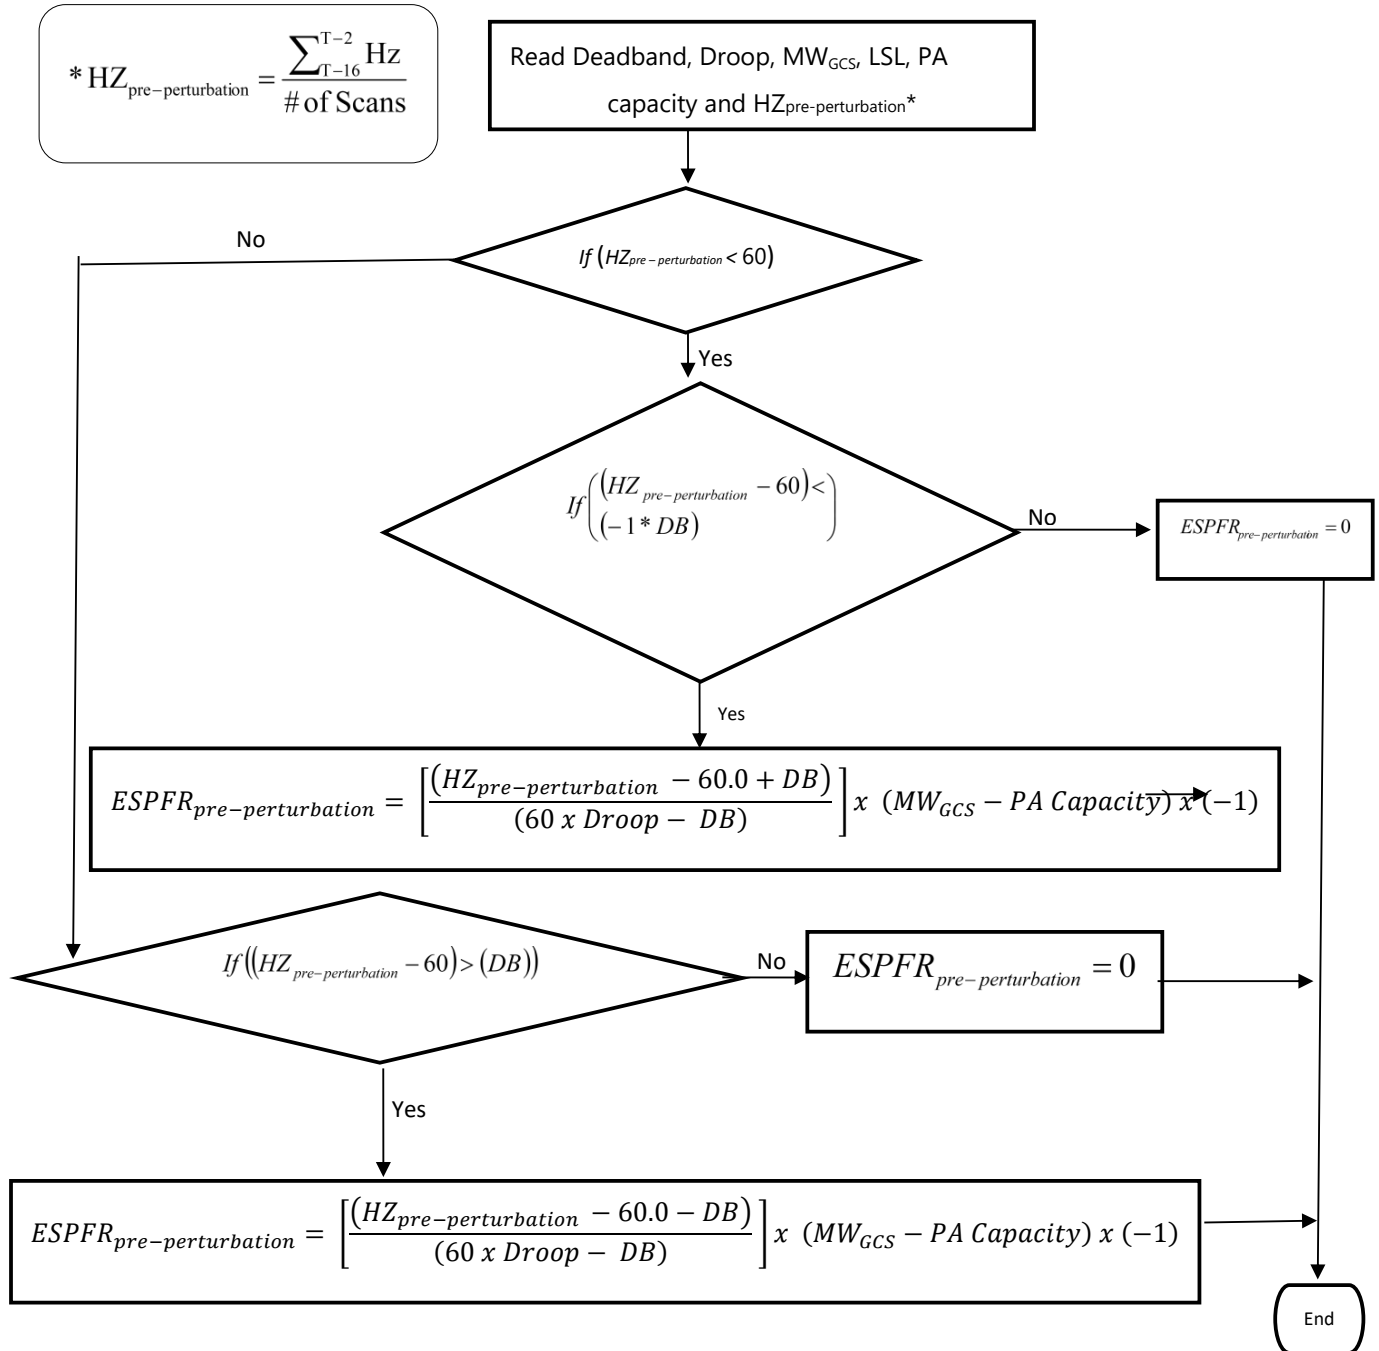 * HZ_pre−perturbation = ∑_{T−16}^{T−2} Hz / # of Scans
Read Deadband, Droop, MW_GCS, LSL, PA
capacity and HZpre-perturbation*
No
If (HZ_pre − perturbation < 60)
Yes
If ( (HZ_pre−perturbation − 60) <
(−1 * DB) )
No
ESPFR_pre−perturbation = 0
Yes
ESPFR_pre−perturbation = [ (HZ_pre−perturbation − 60.0 + DB) / (60 x Droop − DB) ] x (MW_GCS − PA Capacity) x (−1)
If ((HZ_pre−perturbation − 60) > (DB))
No
ESPFR_pre−perturbation = 0
Yes
ESPFR_pre−perturbation = [ (HZ_pre−perturbation − 60.0 − DB) / (60 x Droop − DB) ] x (MW_GCS − PA Capacity) x (−1)
End